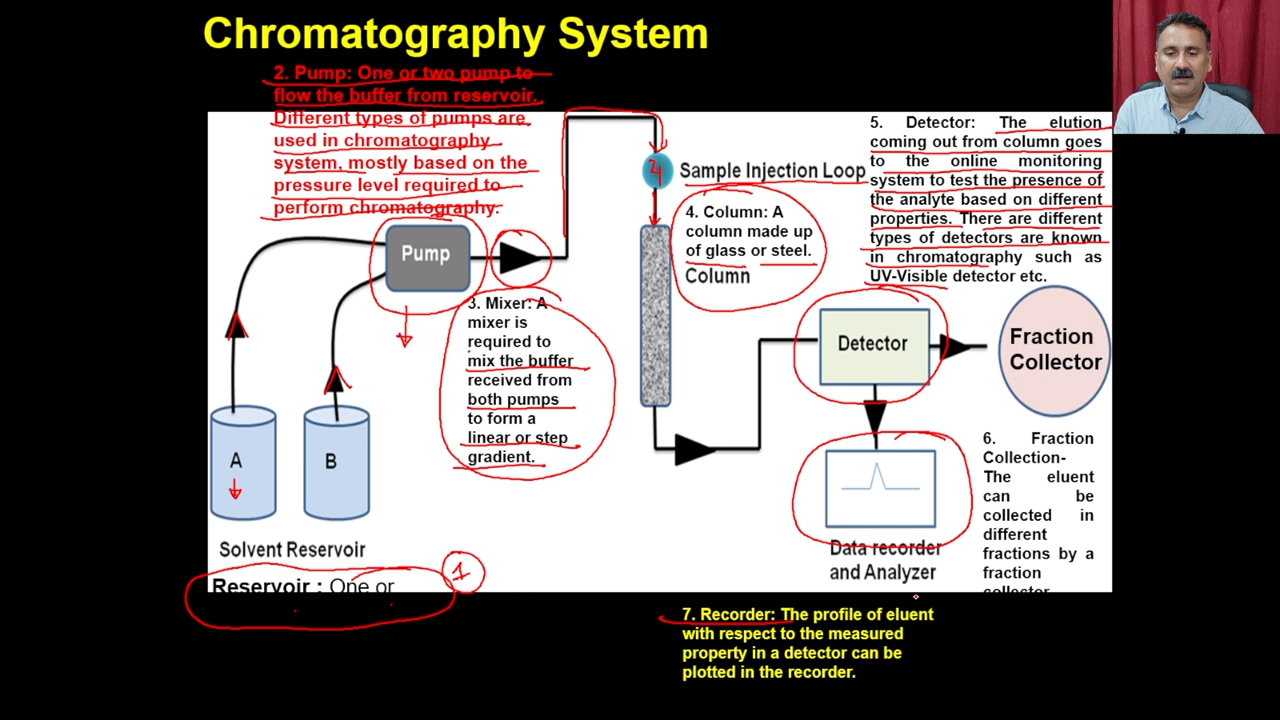 Chromatography System
2. Pump: One or two pump to
flow the buffer from reservoir.
Different types of pumps are
used in chromatography
system, mostly based on the
pressure level required to
perform chromatography.
Pump
A
B
Solvent Reservoir
Reservoir : One or
1
3. Mixer: A
mixer is
required to
mix the buffer
received from
both pumps
to form a
linear or step
gradient.
Sample Injection Loop
4. Column: A
column made up
of glass or steel.
Column
5. Detector: The elution
coming out from column goes
to the online monitoring
system to test the presence of
the analyte based on different
properties. There are different
types of detectors are known
in chromatography such as
UV-Visible detector etc.
Detector
Fraction
Collector
Data recorder
and Analyzer
6. Fraction
Collection-
The eluent
can be
collected in
different
fractions by a
fraction
collector
7. Recorder: The profile of eluent
with respect to the measured
property in a detector can be
plotted in the recorder.